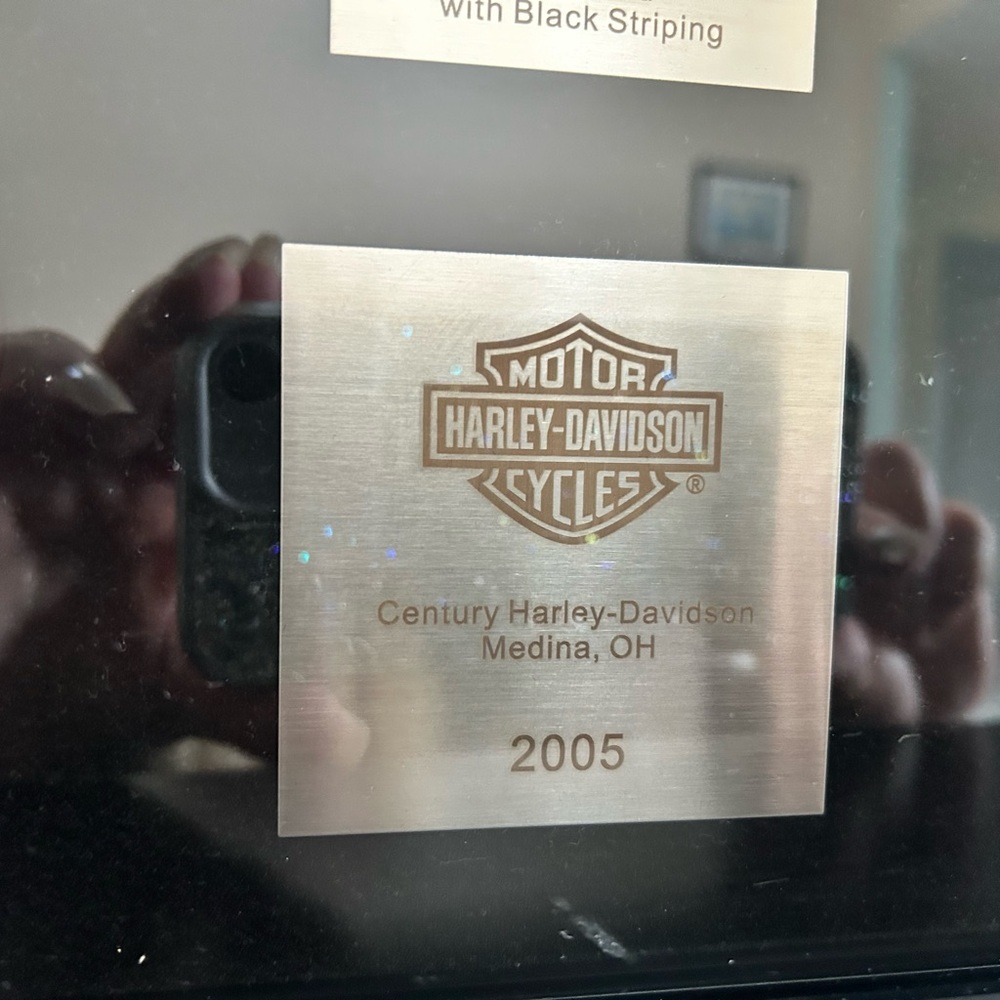 with Black Striping
MOTOR
HARLEY-DAVIDSON
CYCLES ®
Century Harley-Davidson
Medina, OH
2005